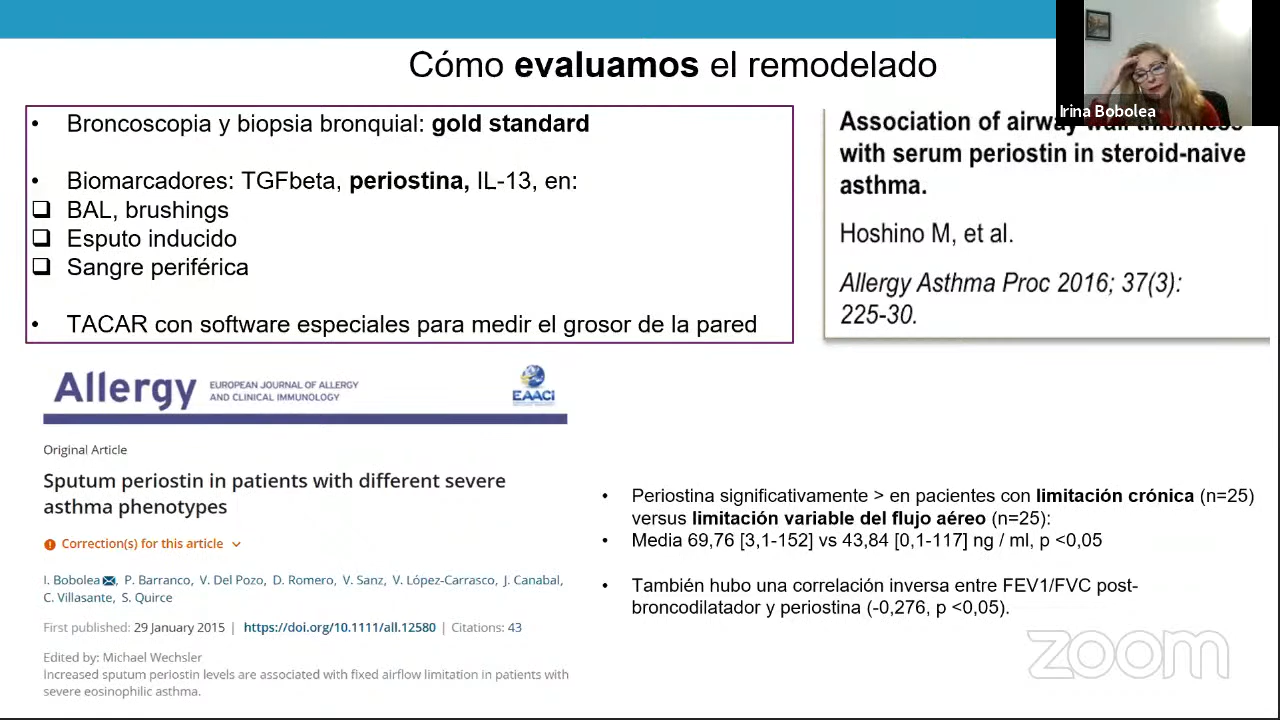 Cómo evaluamos el remodelado
Irina Bobolea
• Broncoscopia y biopsia bronquial: gold standard
• Biomarcadores: TGFbeta, periostina, IL-13, en:
❑ BAL, brushings
❑ Esputo inducido
❑ Sangre periférica
• TACAR con software especiales para medir el grosor de la pared
Association of airway wall thickness
with serum periostin in steroid-naive
asthma.
Hoshino M, et al.
Allergy Asthma Proc 2016; 37(3):
225-30.
Allergy
EUROPEAN JOURNAL OF ALLERGY
AND CLINICAL IMMUNOLOGY
EAACI
Original Article
Sputum periostin in patients with different severe
asthma phenotypes
Correction(s) for this article
I. Bobolea, P. Barranco, V. Del Pozo, D. Romero, V. Sanz, V. López-Carrasco, J. Canabal,
C. Villasante, S. Quirce
First published: 29 January 2015 | https://doi.org/10.1111/all.12580 | Citations: 43
Edited by: Michael Wechsler
Increased sputum periostin levels are associated with fixed airflow limitation in patients with
severe eosinophilic asthma.
• Periostina significativamente > en pacientes con limitación crónica (n=25)
versus limitación variable del flujo aéreo (n=25):
• Media 69,76 [3,1-152] vs 43,84 [0,1-117] ng / ml, p <0,05
• También hubo una correlación inversa entre FEV1/FVC post-
broncodilatador y periostina (-0,276, p <0,05).
zoom